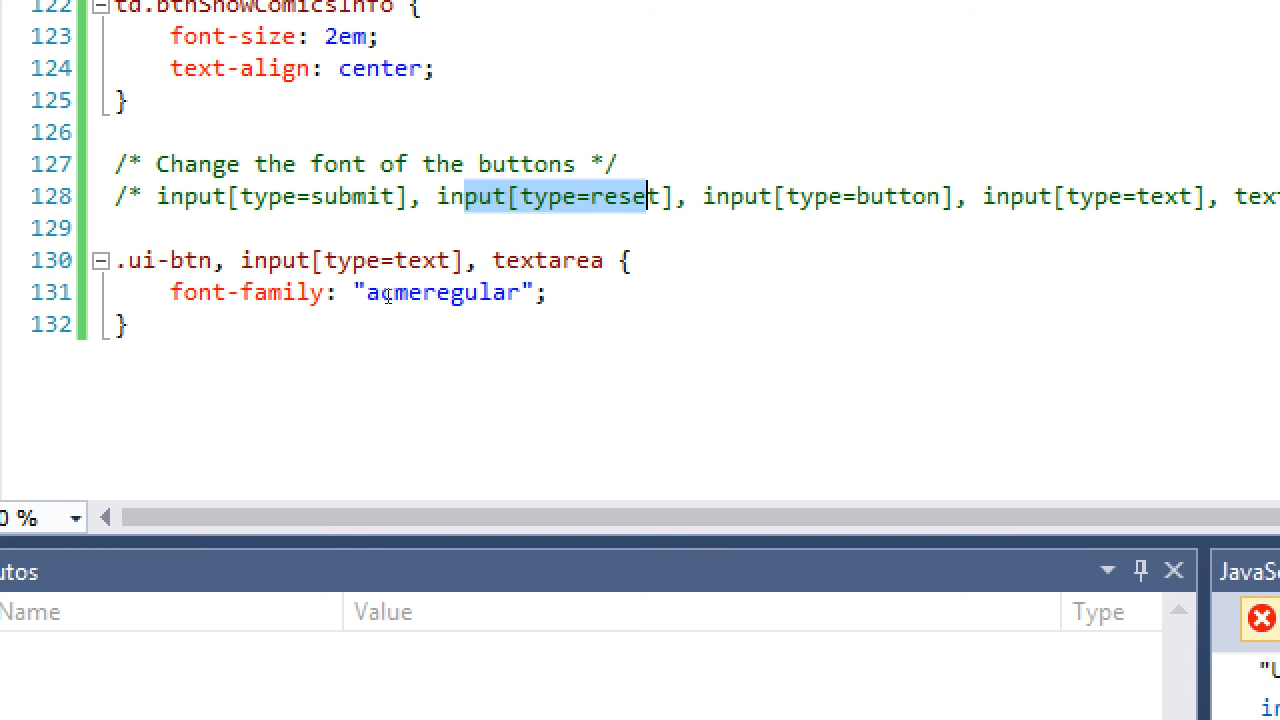 122 td.btnShowComicsInfo {
123 font-size: 2em;
124 text-align: center;
125 }
126
127 /* Change the font of the buttons */
128 /* input[type=submit], input[type=reset], input[type=button], input[type=text], tex
129
130 .ui-btn, input[type=text], textarea {
131 font-family: "acmeregular";
132 }
0 %
utos
JavaSc
Name Value Type
"U
in